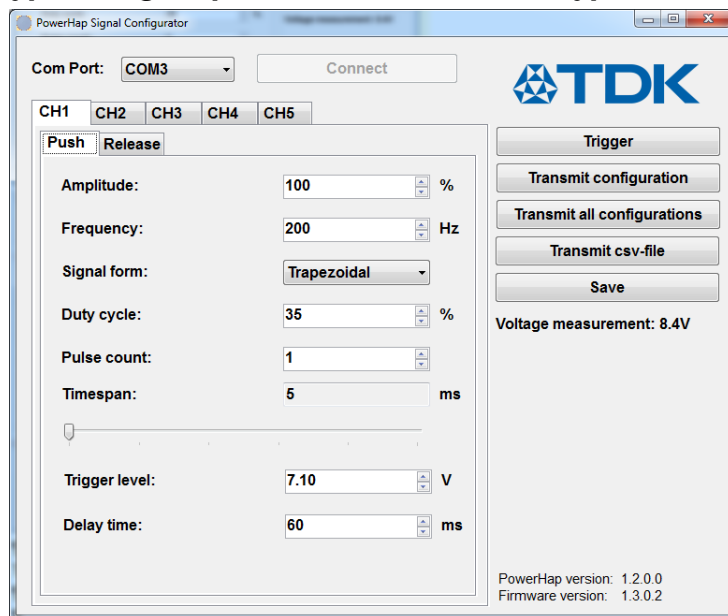 PowerHap Signal Configurator
Com Port: COM3 Connect
TDK
CH1 CH2 CH3 CH4 CH5
Push Release
Amplitude: 100 %
Frequency: 200 Hz
Signal form: Trapezoidal
Duty cycle: 35 %
Pulse count: 1
Timespan: 5 ms
Trigger level: 7.10 V
Delay time: 60 ms
Trigger
Transmit configuration
Transmit all configurations
Transmit csv-file
Save
Voltage measurement: 8.4V
PowerHap version: 1.2.0.0
Firmware version: 1.3.0.2